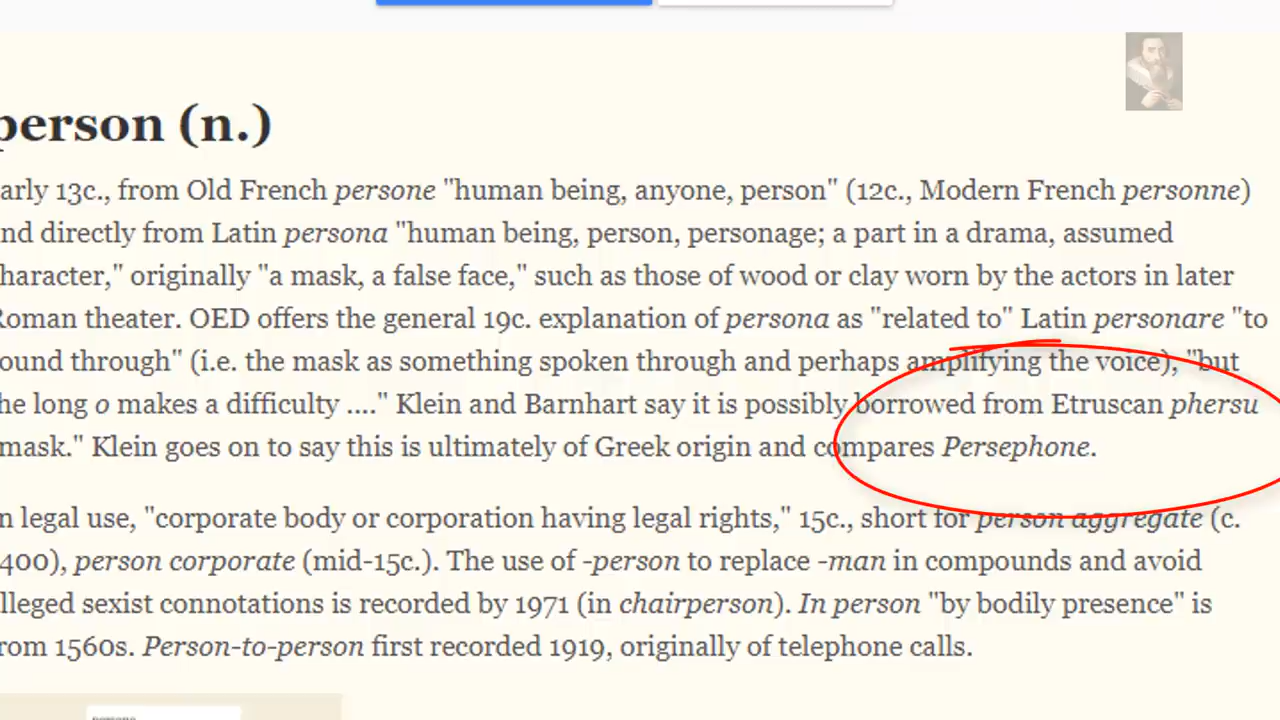 person (n.)
arly 13c., from Old French persone "human being, anyone, person" (12c., Modern French personne)
nd directly from Latin persona "human being, person, personage; a part in a drama, assumed
haracter," originally "a mask, a false face," such as those of wood or clay worn by the actors in later
Roman theater. OED offers the general 19c. explanation of persona as "related to" Latin personare "to
ound through" (i.e. the mask as something spoken through and perhaps amplifying the voice), "but
he long o makes a difficulty ...." Klein and Barnhart say it is possibly borrowed from Etruscan phersu
mask." Klein goes on to say this is ultimately of Greek origin and compares Persephone.
n legal use, "corporate body or corporation having legal rights," 15c., short for person aggregate (c.
400), person corporate (mid-15c.). The use of -person to replace -man in compounds and avoid
lleged sexist connotations is recorded by 1971 (in chairperson). In person "by bodily presence" is
rom 1560s. Person-to-person first recorded 1919, originally of telephone calls.